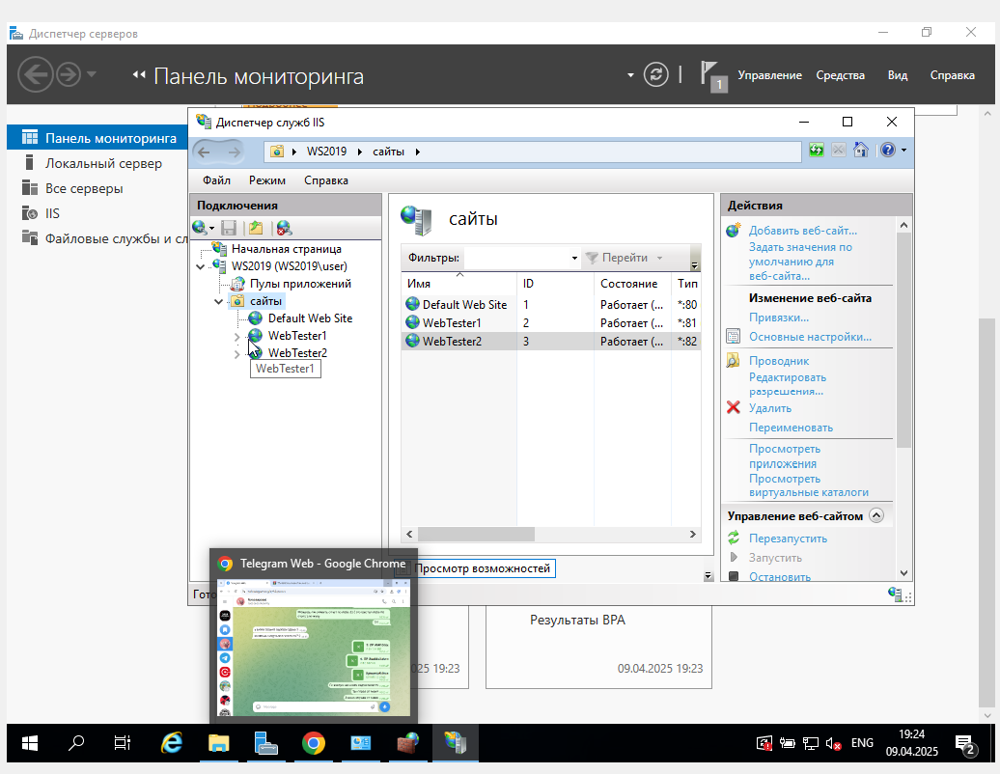 Диспетчер серверов
Панель мониторинга
1
Управление
Средства
Вид
Справка
Панель мониторинга
Локальный сервер
Все серверы
IIS
Файловые службы и сл
Диспетчер служб IIS
WS2019
сайты
Файл
Режим
Справка
Подключения
Начальная страница
WS2019 (WS2019\user)
Пулы приложений
сайты
Default Web Site
WebTester1
WebTester2
WebTester1
сайты
Фильтры:
Перейти
Имя ID Состояние Тип
Default Web Site 1 Работает (... *:80
WebTester1 2 Работает (... *:81
WebTester2 3 Работает (... *:82
Просмотр возможностей
Действия
Добавить веб-сайт...
Задать значения по
умолчанию для
веб-сайта...
Изменение веб-сайта
Привязки...
Основные настройки...
Проводник
Редактировать
разрешения...
Удалить
Переименовать
Просмотреть
приложения
Просмотреть
виртуальные каталоги
Управление веб-сайтом
Перезапустить
Запустить
Остановить
Гото
Telegram Web - Google Chrome
025 19:23
Результаты BPA
09.04.2025 19:23
ENG
19:24
09.04.2025
2